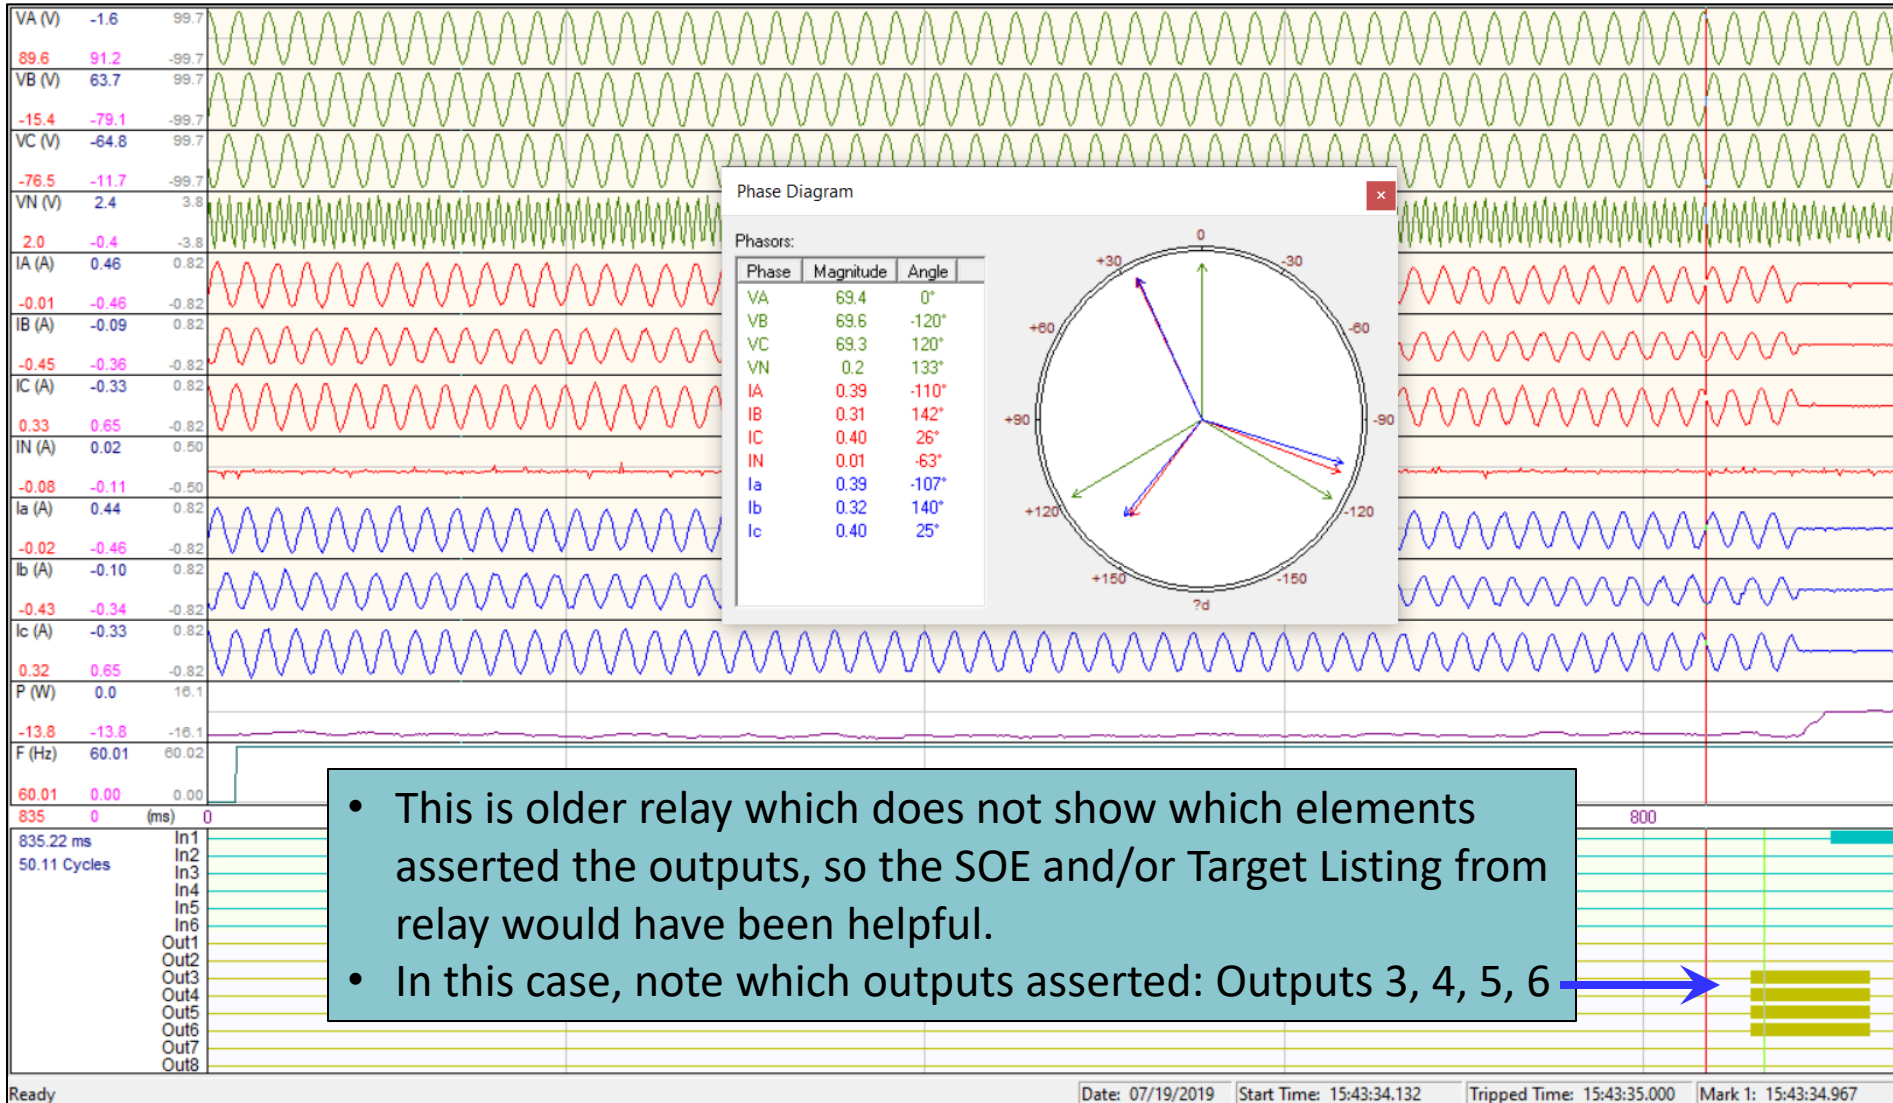 VA (V) -1.6 99.7
89.6 91.2 -99.7
VB (V) 63.7 99.7
-15.4 -79.1 -99.7
VC (V) -64.8 99.7
-76.5 -11.7 -99.7
VN (V) 2.4 3.8
2.0 -0.4 -3.8
IA (A) 0.46 0.82
-0.01 -0.46 -0.82
IB (A) -0.09 0.82
-0.45 -0.36 -0.82
IC (A) -0.33 0.82
0.33 0.65 -0.82
IN (A) 0.02 0.50
-0.08 -0.11 -0.50
Ia (A) 0.44 0.82
-0.02 -0.46 -0.82
Ib (A) -0.10 0.82
-0.43 -0.34 -0.82
Ic (A) -0.33 0.82
0.32 0.65 -0.82
P (W) 0.0 16.1
-13.8 -13.8 -16.1
F (Hz) 60.01 60.02
60.01 0.00 0.00
835 0 (ms) 0 800
835.22 ms
50.11 Cycles
In1
In2
In3
In4
In5
In6
Out1
Out2
Out3
Out4
Out5
Out6
Out7
Out8
Phase Diagram
×
Phasors:
Phase Magnitude Angle
VA 69.4 0°
VB 69.6 -120°
VC 69.3 120°
VN 0.2 133°
IA 0.39 -110°
IB 0.31 142°
IC 0.40 26°
IN 0.01 -63°
Ia 0.39 -107°
Ib 0.32 140°
Ic 0.40 25°
0
+30 -30
+60 -60
+90 -90
+120 -120
+150 -150
?d
• This is older relay which does not show which elements
asserted the outputs, so the SOE and/or Target Listing from
relay would have been helpful.
• In this case, note which outputs asserted: Outputs 3, 4, 5, 6
Ready Date: 07/19/2019 Start Time: 15:43:34.132 Tripped Time: 15:43:35.000 Mark 1: 15:43:34.967